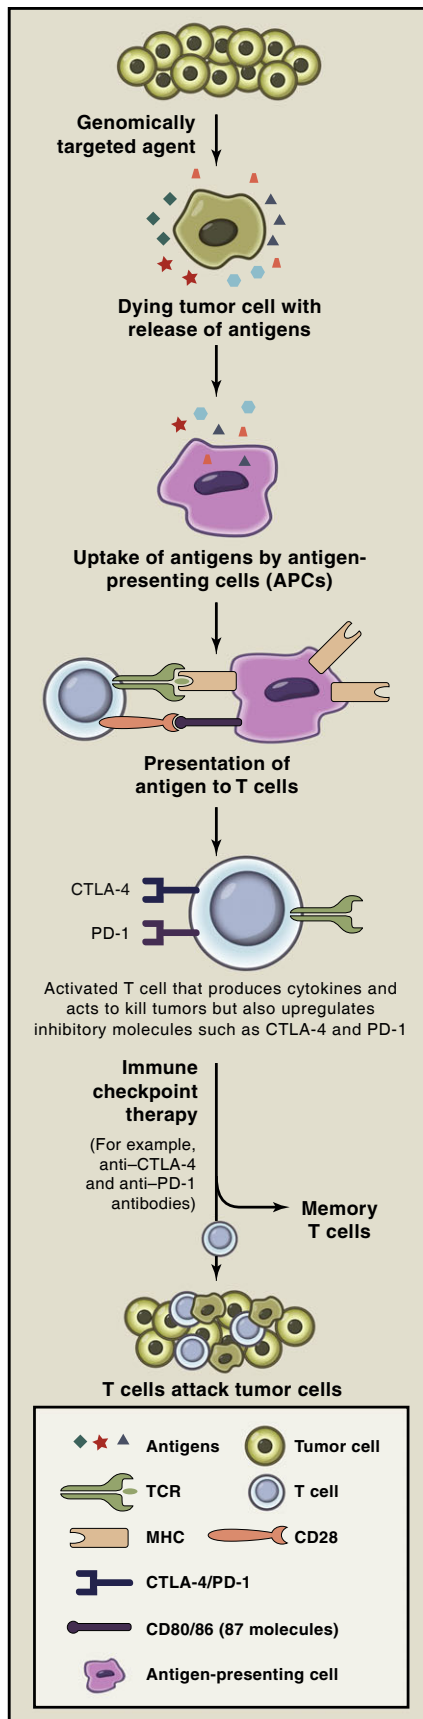 Genomically
targeted agent
Dying tumor cell with
release of antigens
Uptake of antigens by antigen-
presenting cells (APCs)
Presentation of
antigen to T cells
CTLA-4
PD-1
Activated T cell that produces cytokines and
acts to kill tumors but also upregulates
inhibitory molecules such as CTLA-4 and PD-1
Immune
checkpoint
therapy
(For example,
anti–CTLA-4
and anti–PD-1
antibodies)
Memory
T cells
T cells attack tumor cells
Antigens
Tumor cell
TCR
T cell
MHC
CD28
CTLA-4/PD-1
CD80/86 (87 molecules)
Antigen-presenting cell